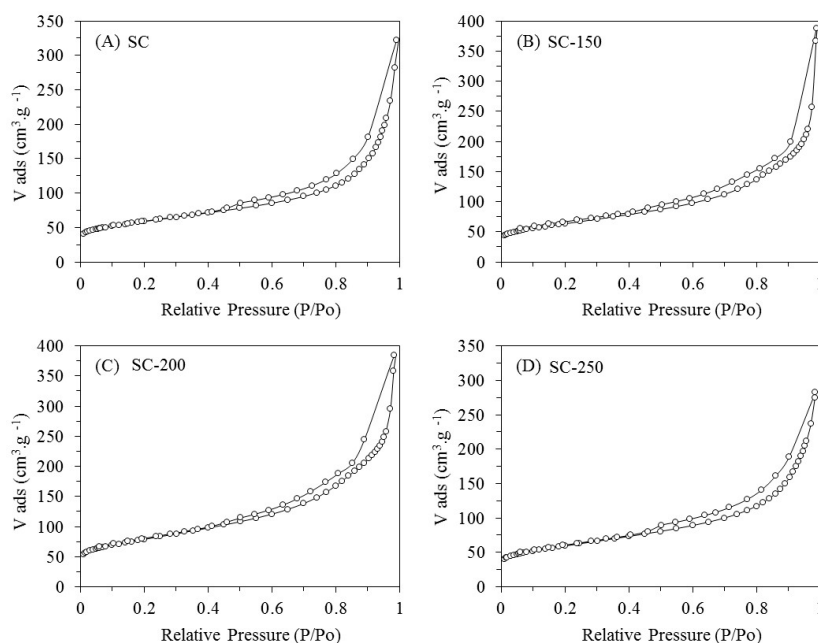 (A) SC
V ads (cm³.g⁻¹)
350
300
250
200
150
100
50
0
0 0.2 0.4 0.6 0.8 1
Relative Pressure (P/Po)
(B) SC-150
V ads (cm³.g⁻¹)
400
350
300
250
200
150
100
50
0
0 0.2 0.4 0.6 0.8 1
Relative Pressure (P/Po)
(C) SC-200
V ads (cm³.g⁻¹)
400
350
300
250
200
150
100
50
0
0 0.2 0.4 0.6 0.8 1
Relative Pressure (P/Po)
(D) SC-250
V ads (cm³.g⁻¹)
350
300
250
200
150
100
50
0
0 0.2 0.4 0.6 0.8 1
Relative Pressure (P/Po)